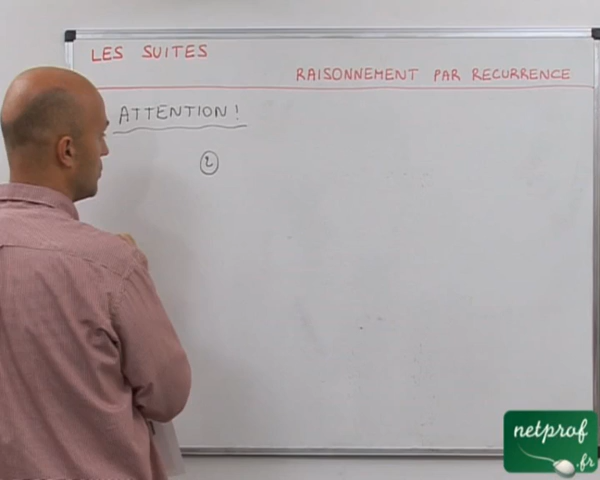 LES SUITES
RAISONNEMENT PAR RECURRENCE
ATTENTION !
2
netprof
.fr